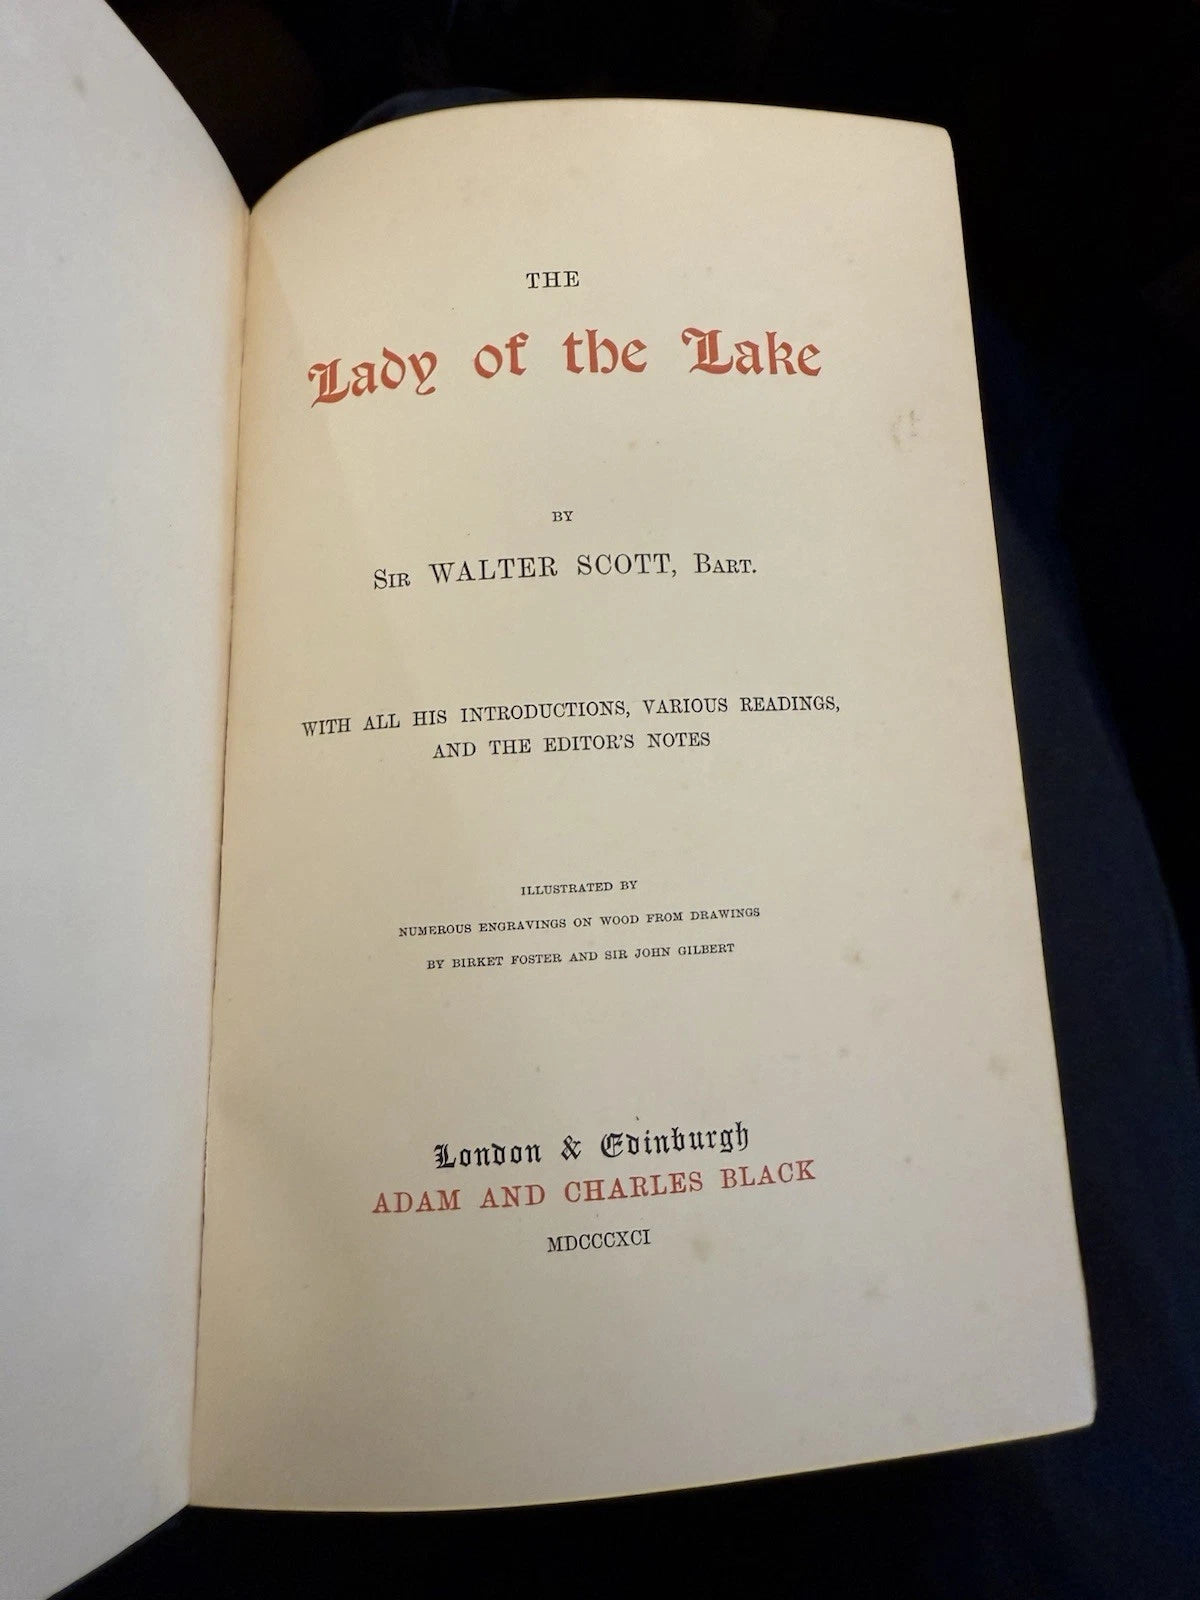 THE
Lady of the Lake
BY
SIR WALTER SCOTT, BART.
WITH ALL HIS INTRODUCTIONS, VARIOUS READINGS,
AND THE EDITOR'S NOTES
ILLUSTRATED BY
NUMEROUS ENGRAVINGS ON WOOD FROM DRAWINGS
BY BIRKET FOSTER AND SIR JOHN GILBERT
London & Edinburgh
ADAM AND CHARLES BLACK
MDCCCXCI